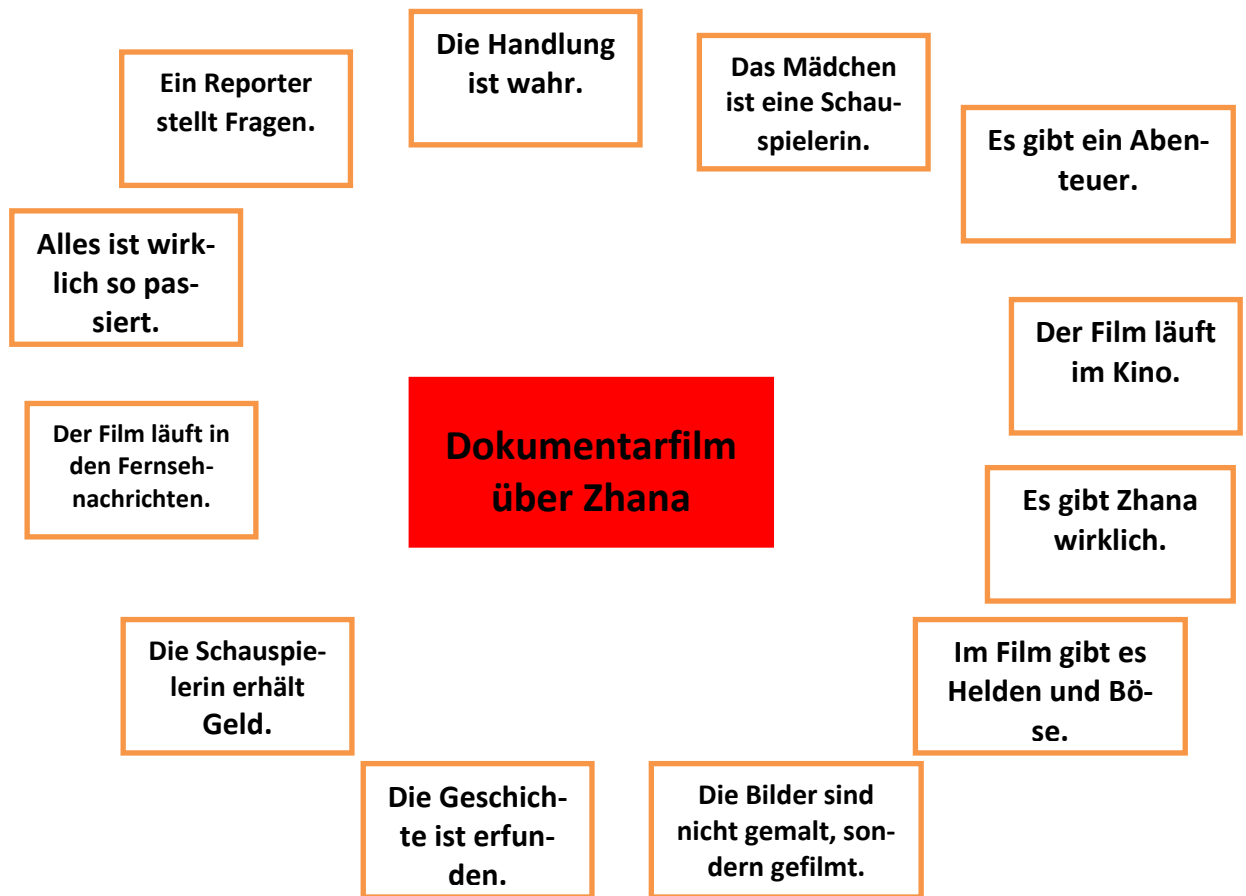 Die Handlung
ist wahr.
Ein Reporter
stellt Fragen.
Das Mädchen
ist eine Schau-
spielerin.
Es gibt ein Aben-
teuer.
Alles ist wirk-
lich so pas-
siert.
Der Film läuft
im Kino.
Der Film läuft in
den Fernseh-
nachrichten.
Dokumentarfilm
über Zhana
Es gibt Zhana
wirklich.
Die Schauspie-
lerin erhält
Geld.
Im Film gibt es
Helden und Bö-
se.
Die Geschich-
te ist erfun-
den.
Die Bilder sind
nicht gemalt, son-
dern gefilmt.